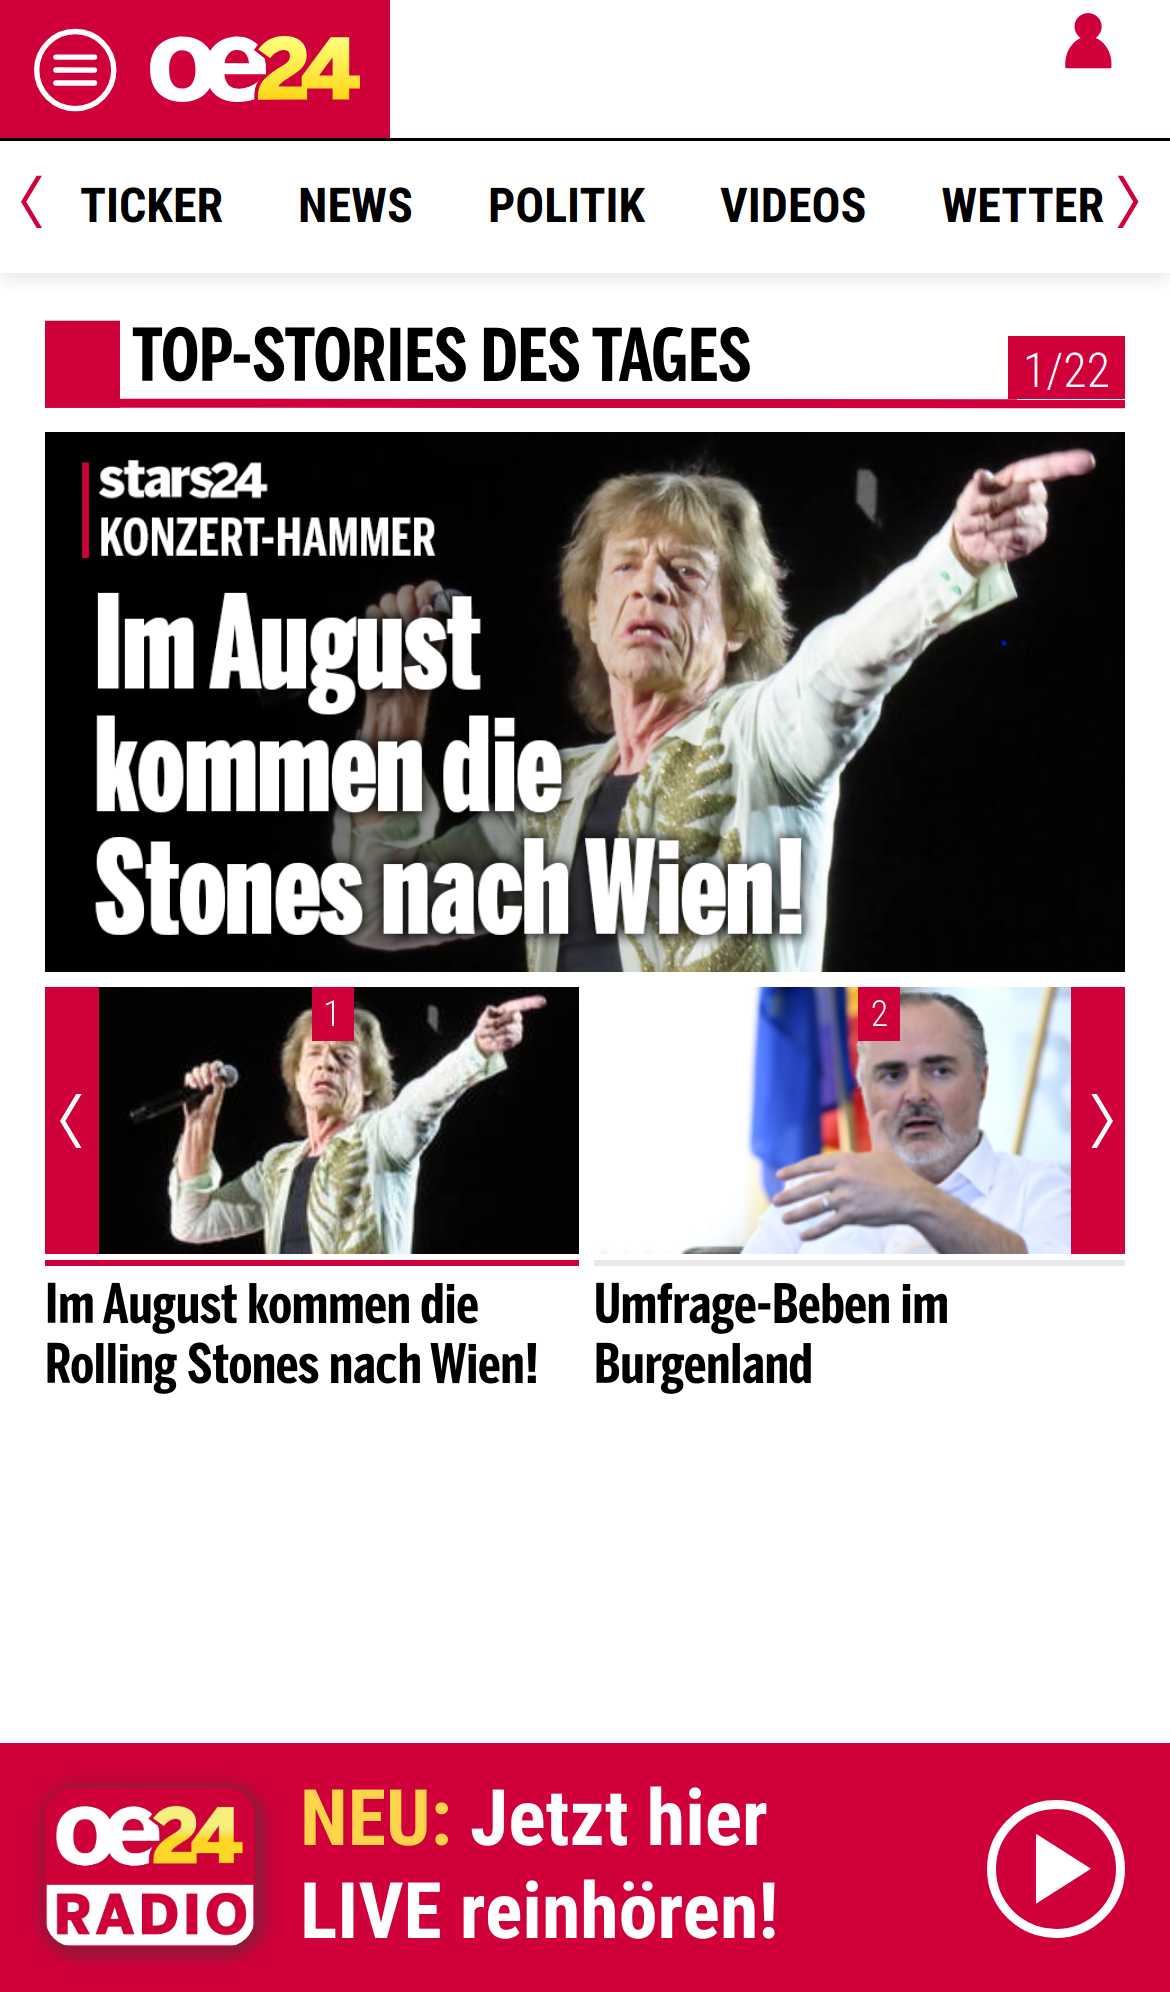 oe24
TICKER NEWS POLITIK VIDEOS WETTER
TOP-STORIES DES TAGES
1/22
stars24
KONZERT-HAMMER
Im August
kommen die
Stones nach Wien!
1
2
Im August kommen die
Rolling Stones nach Wien!
Umfrage-Beben im
Burgenland
oe24
RADIO
NEU: Jetzt hier
LIVE reinhören!